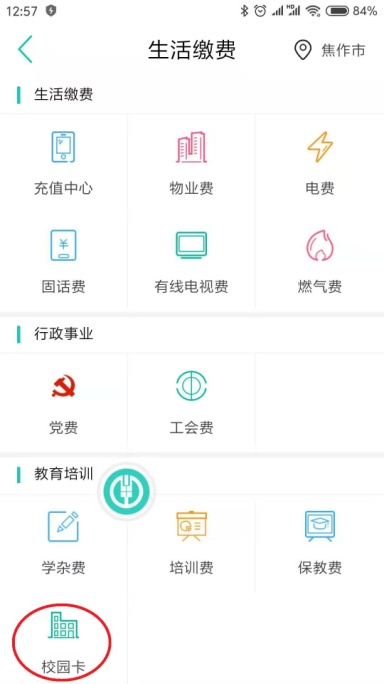 12:57 84%
生活缴费 焦作市
生活缴费
充值中心 物业费 电费
固话费 有线电视费 燃气费
行政事业
党费 工会费
教育培训
学杂费 培训费 保教费
校园卡